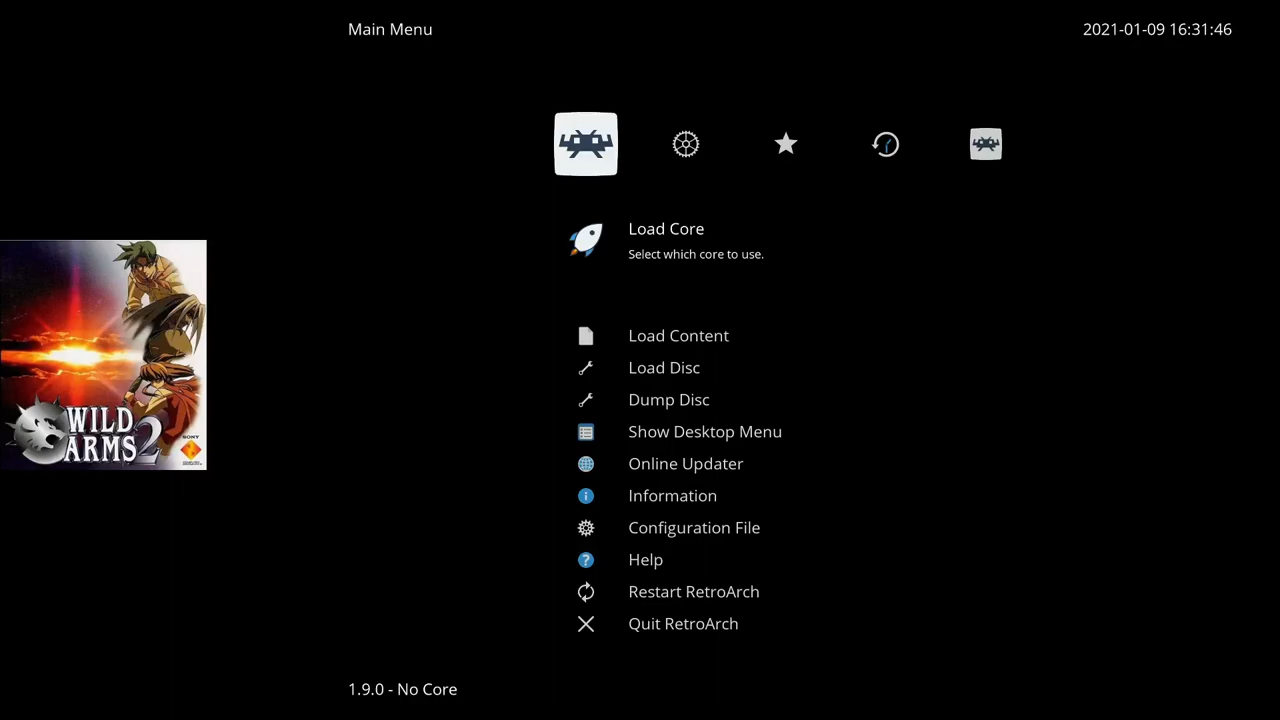 Main Menu
2021-01-09 16:31:46
Load Core
Select which core to use.
Load Content
Load Disc
Dump Disc
Show Desktop Menu
Online Updater
Information
Configuration File
Help
Restart RetroArch
Quit RetroArch
WILD
ARMS 2
SONY
1.9.0 - No Core